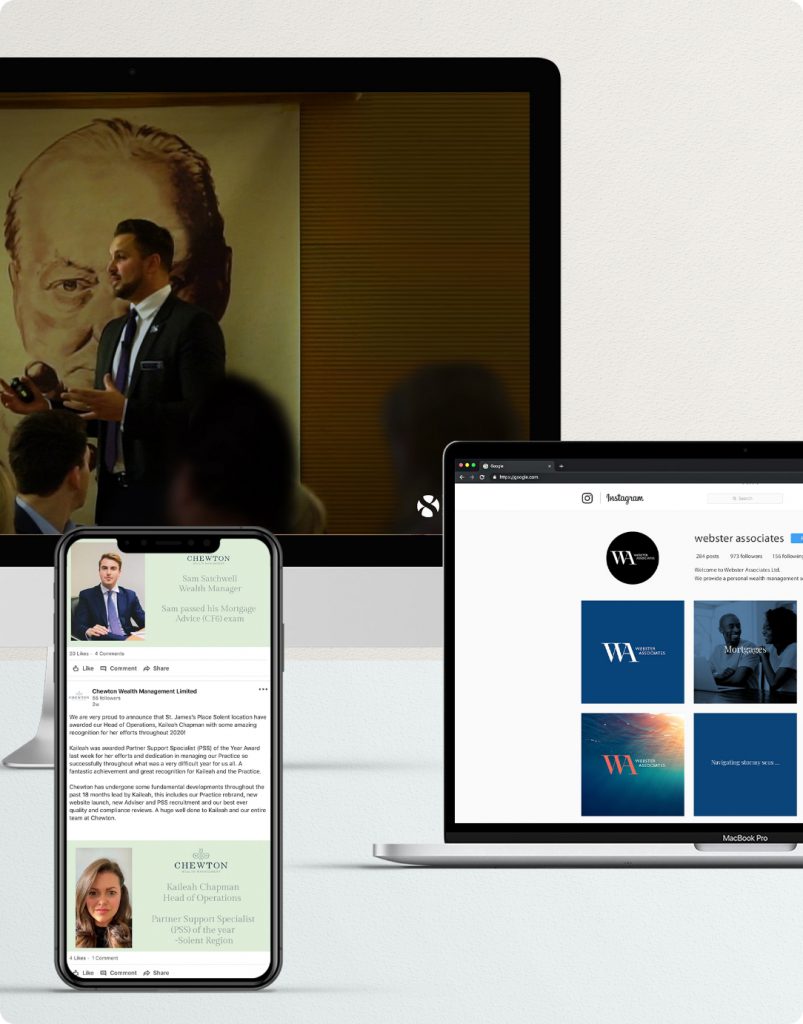 CHEWTON
Sam Satchwell
Wealth Manager
Sam passed his Mortgage
Advice (CF6) exam
20 Likes · 4 Comments
Like Comment Share
Chewton Wealth Management Limited
55 followers
2w
We are very proud to announce that St. James's Place Solent location have
awarded our Head of Operations, Kaileah Chapman with some amazing
recognition for her efforts throughout 2020!
Kaileah was awarded Partner Support Specialist (PSS) of the Year Award
last week for her efforts and dedication in managing our Practice so
successfully throughout what was a very difficult year for us all. A
fantastic achievement and great recognition for Kaileah and the Practice.
Chewton has undergone some fundamental developments throughout the
past 18 months lead by Kaileah, this includes our Practice rebrand, new
website launch, new Adviser and PSS recruitment and our best ever
quality and compliance reviews. A huge well done to Kaileah and our entire
team at Chewton.
CHEWTON
WEALTH MANAGEMENT
Kaileah Chapman
Head of Operations
Partner Support Specialist
(PSS) of the year
-Solent Region
4 Likes · 1 Comment
Like Comment Share
Google
https://google.com
Instagram
Search
WA WEBSTER
ASSOCIATES
webster associates
284 posts 973 followers 156 following
Welcome to Webster Associates Ltd.
We provide a personal wealth management
WA WEBSTER
ASSOCIATES
Mortgages
WA WEBSTER
ASSOCIATES
Navigating stormy seas ...
MacBook Pro